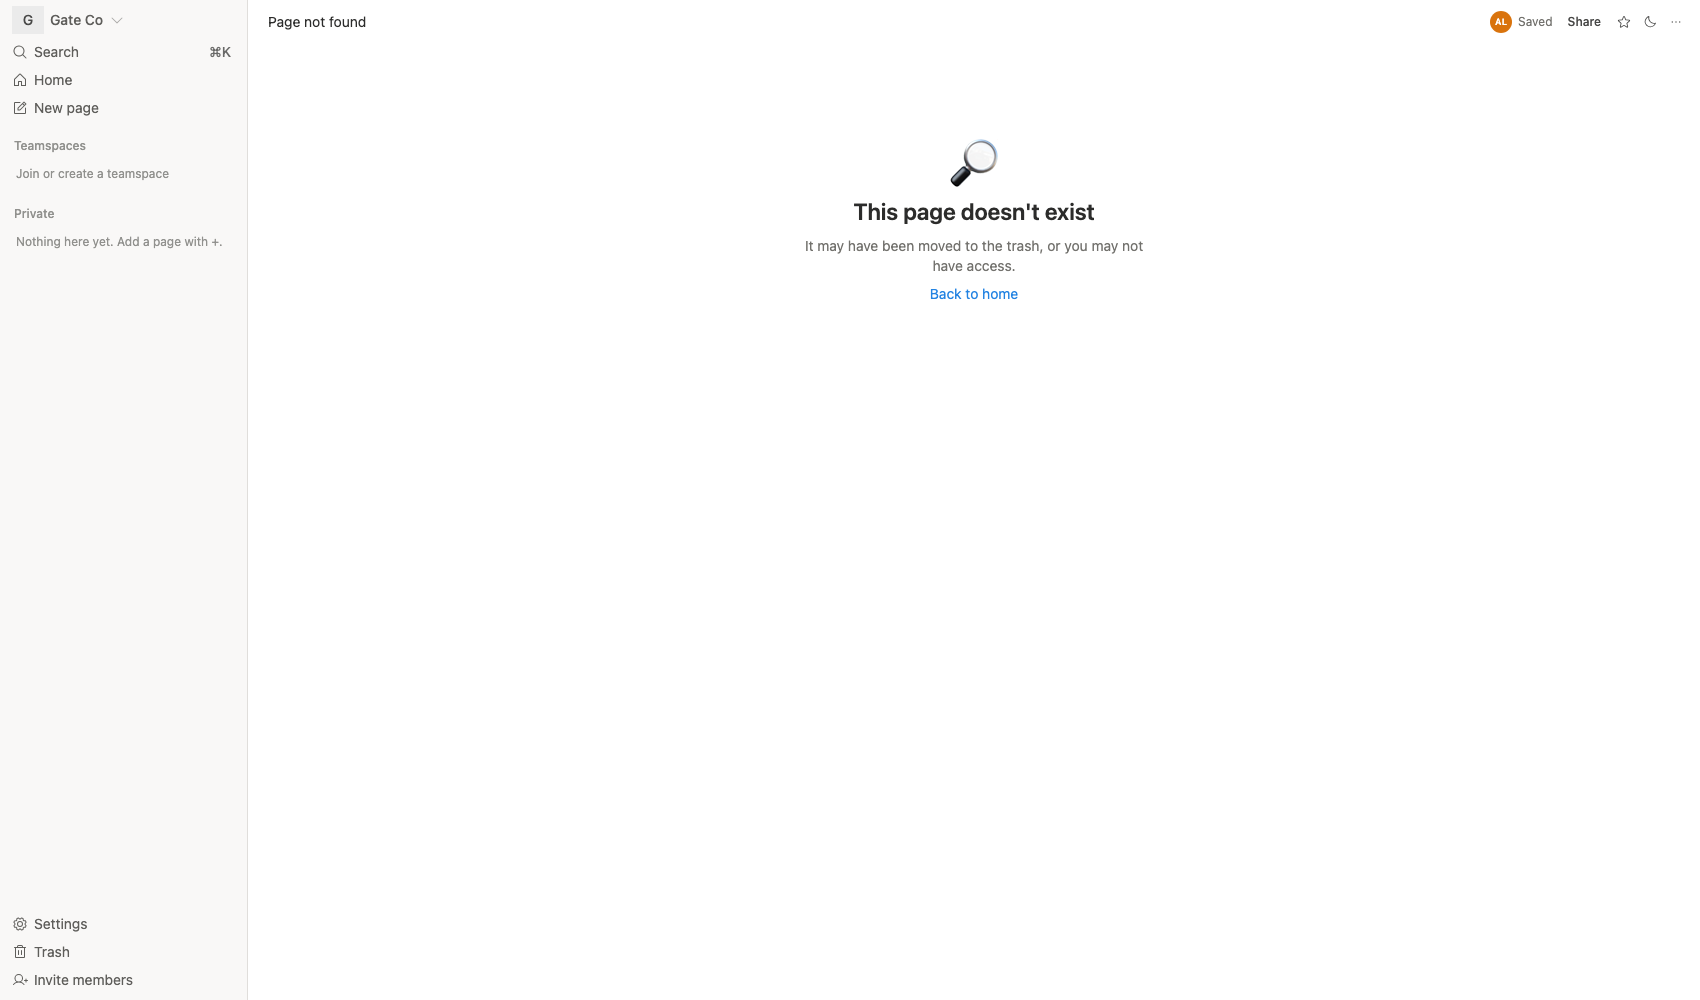 G Gate Co
Search ⌘K
Home
New page
Teamspaces
Join or create a teamspace
Private
Nothing here yet. Add a page with +.
Settings
Trash
Invite members
Page not found
AL Saved Share
This page doesn't exist
It may have been moved to the trash, or you may not
have access.
Back to home